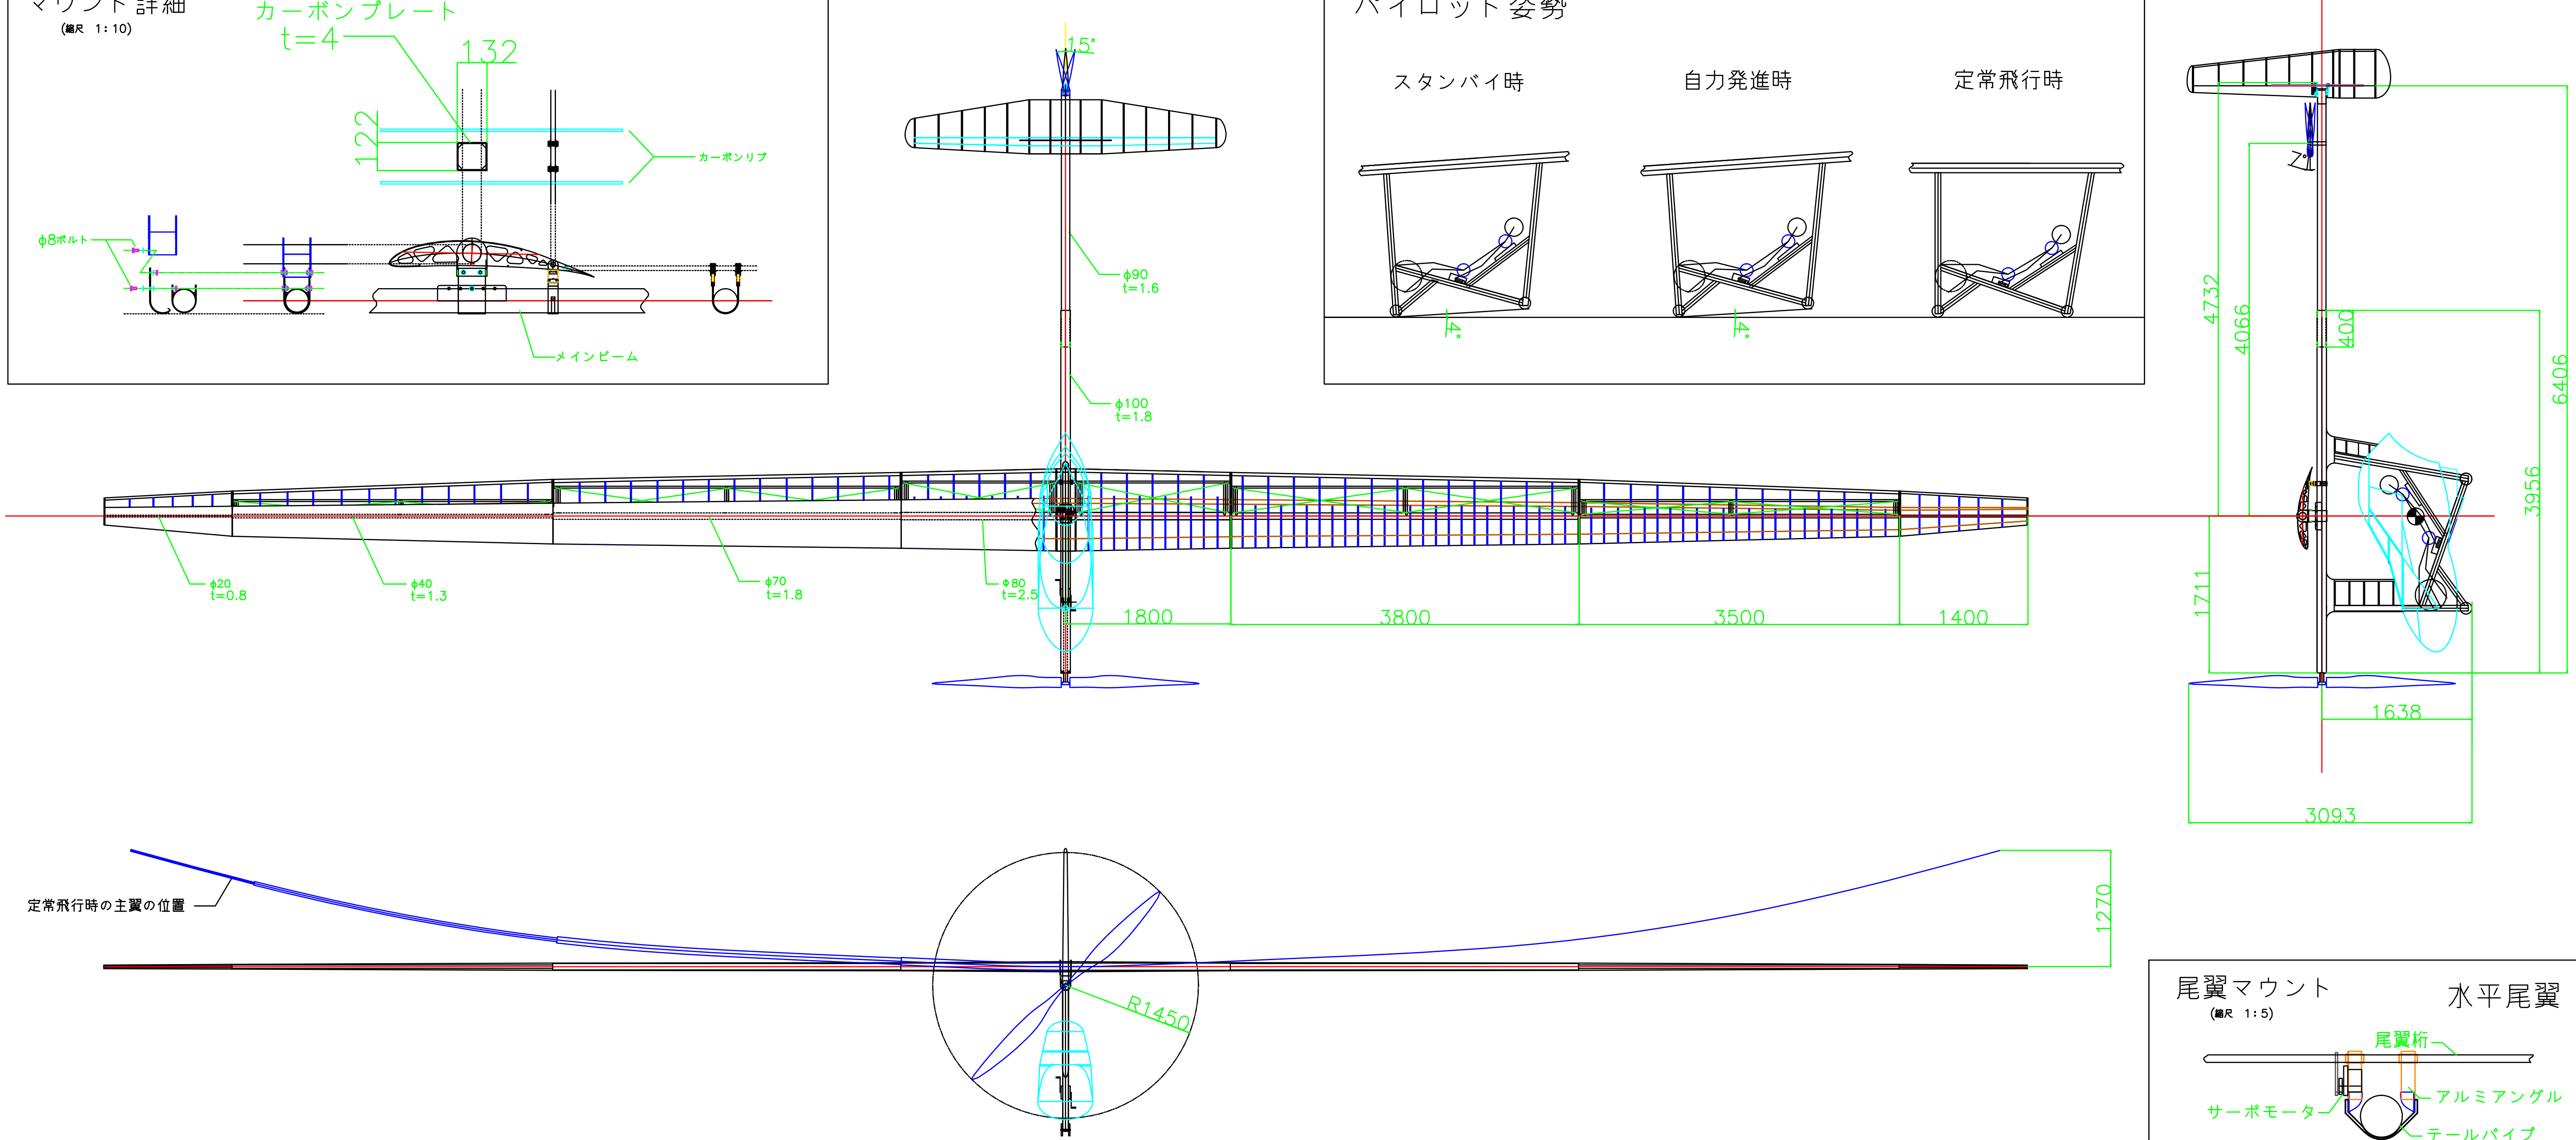 マウント詳細
(縮尺 1:10)
カーボンプレート
t=4
132
122
カーボンリブ
φ8ボルト
メインビーム
15°
φ90
t=1.6
φ100
t=1.8
パイロット姿勢
スタンバイ時
自力発進時
定常飛行時
4°
4°
7°
4732
4066
400
6406
3956
1711
1638
3093
φ20
t=0.8
φ40
t=1.3
φ70
t=1.8
φ80
t=2.5
1800
3800
3500
1400
定常飛行時の主翼の位置
R1450
1270
尾翼マウント
(縮尺 1:5)
水平尾翼
尾翼桁
アルミアングル
サーボモータ
テールパイプ